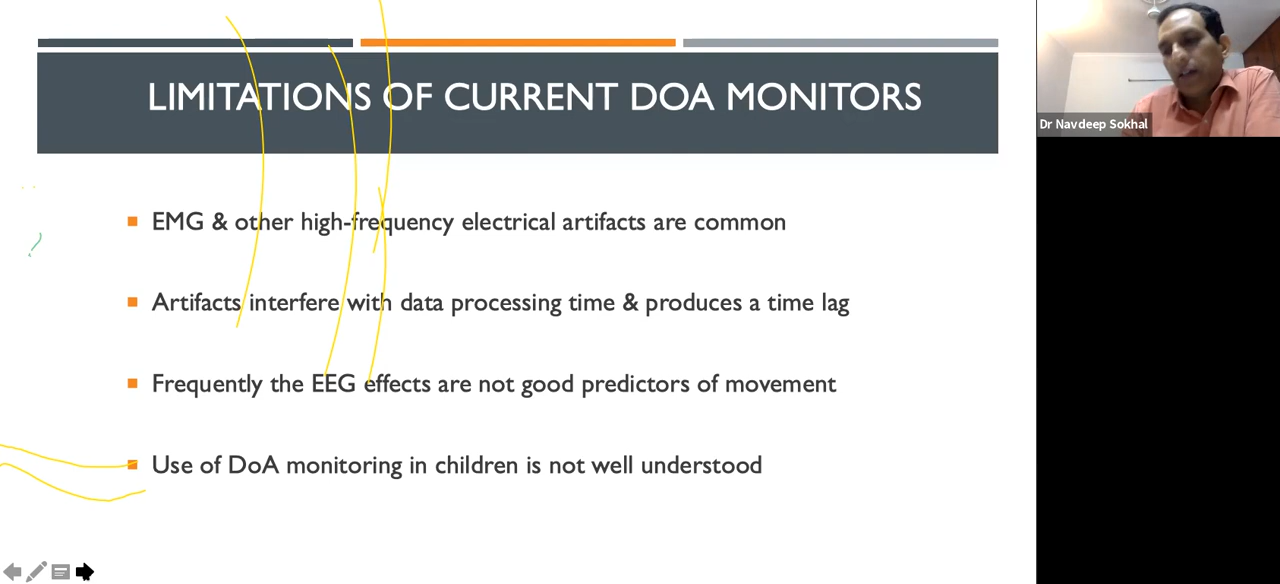 LIMITATIONS OF CURRENT DOA MONITORS
EMG & other high-frequency electrical artifacts are common
Artifacts interfere with data processing time & produces a time lag
Frequently the EEG effects are not good predictors of movement
Use of DoA monitoring in children is not well understood
?
Dr Navdeep Sokhal